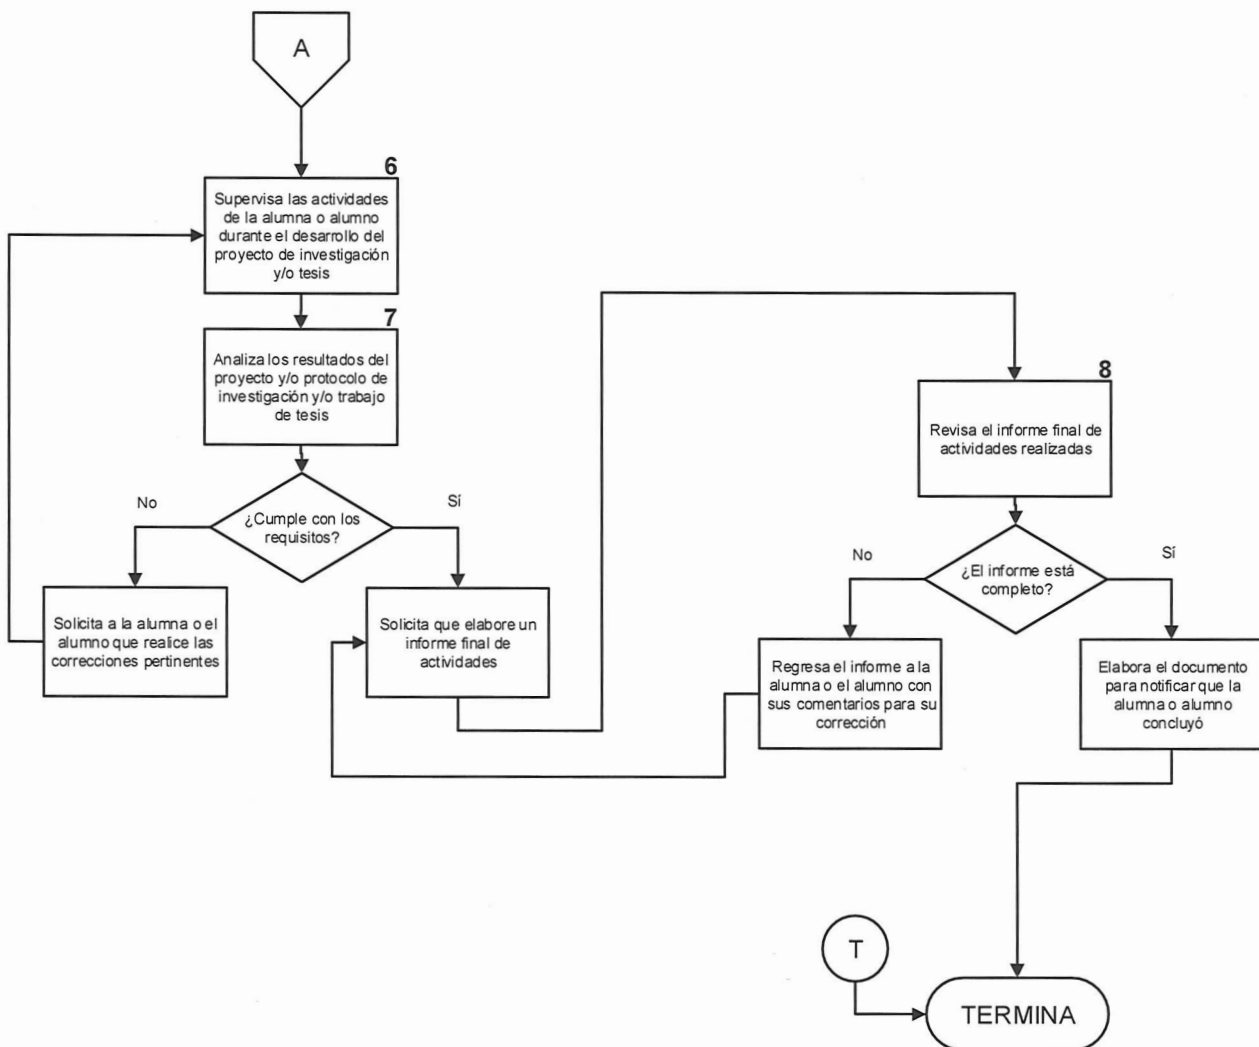 A
6
Supervisa las actividades
de la alumna o alumno
durante el desarrollo del
proyecto de investigación
y/o tesis
7
Analiza los resultados del
proyecto y/o protocolo de
investigación y/o trabajo
de tesis
¿Cumple con los
requisitos?
No
Sí
Solicita a la alumna o el
alumno que realice las
correcciones pertinentes
Solicita que elabore un
informe final de
actividades
8
Revisa el informe final de
actividades realizadas
¿El informe está
completo?
No
Sí
Regresa el informe a la
alumna o el alumno con
sus comentarios para su
corrección
Elabora el documento
para notificar que la
alumna o alumno
concluyó
T
TERMINA